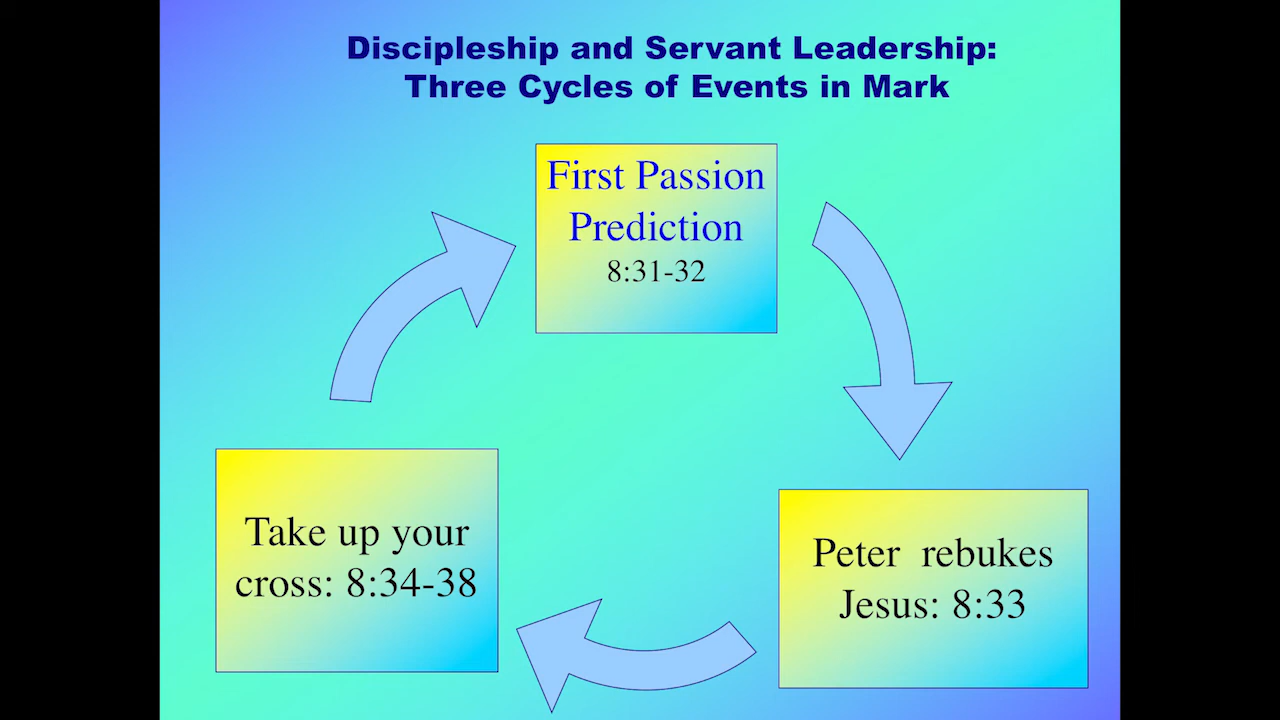 Discipleship and Servant Leadership:
Three Cycles of Events in Mark
First Passion
Prediction
8:31-32
Peter rebukes
Jesus: 8:33
Take up your
cross: 8:34-38